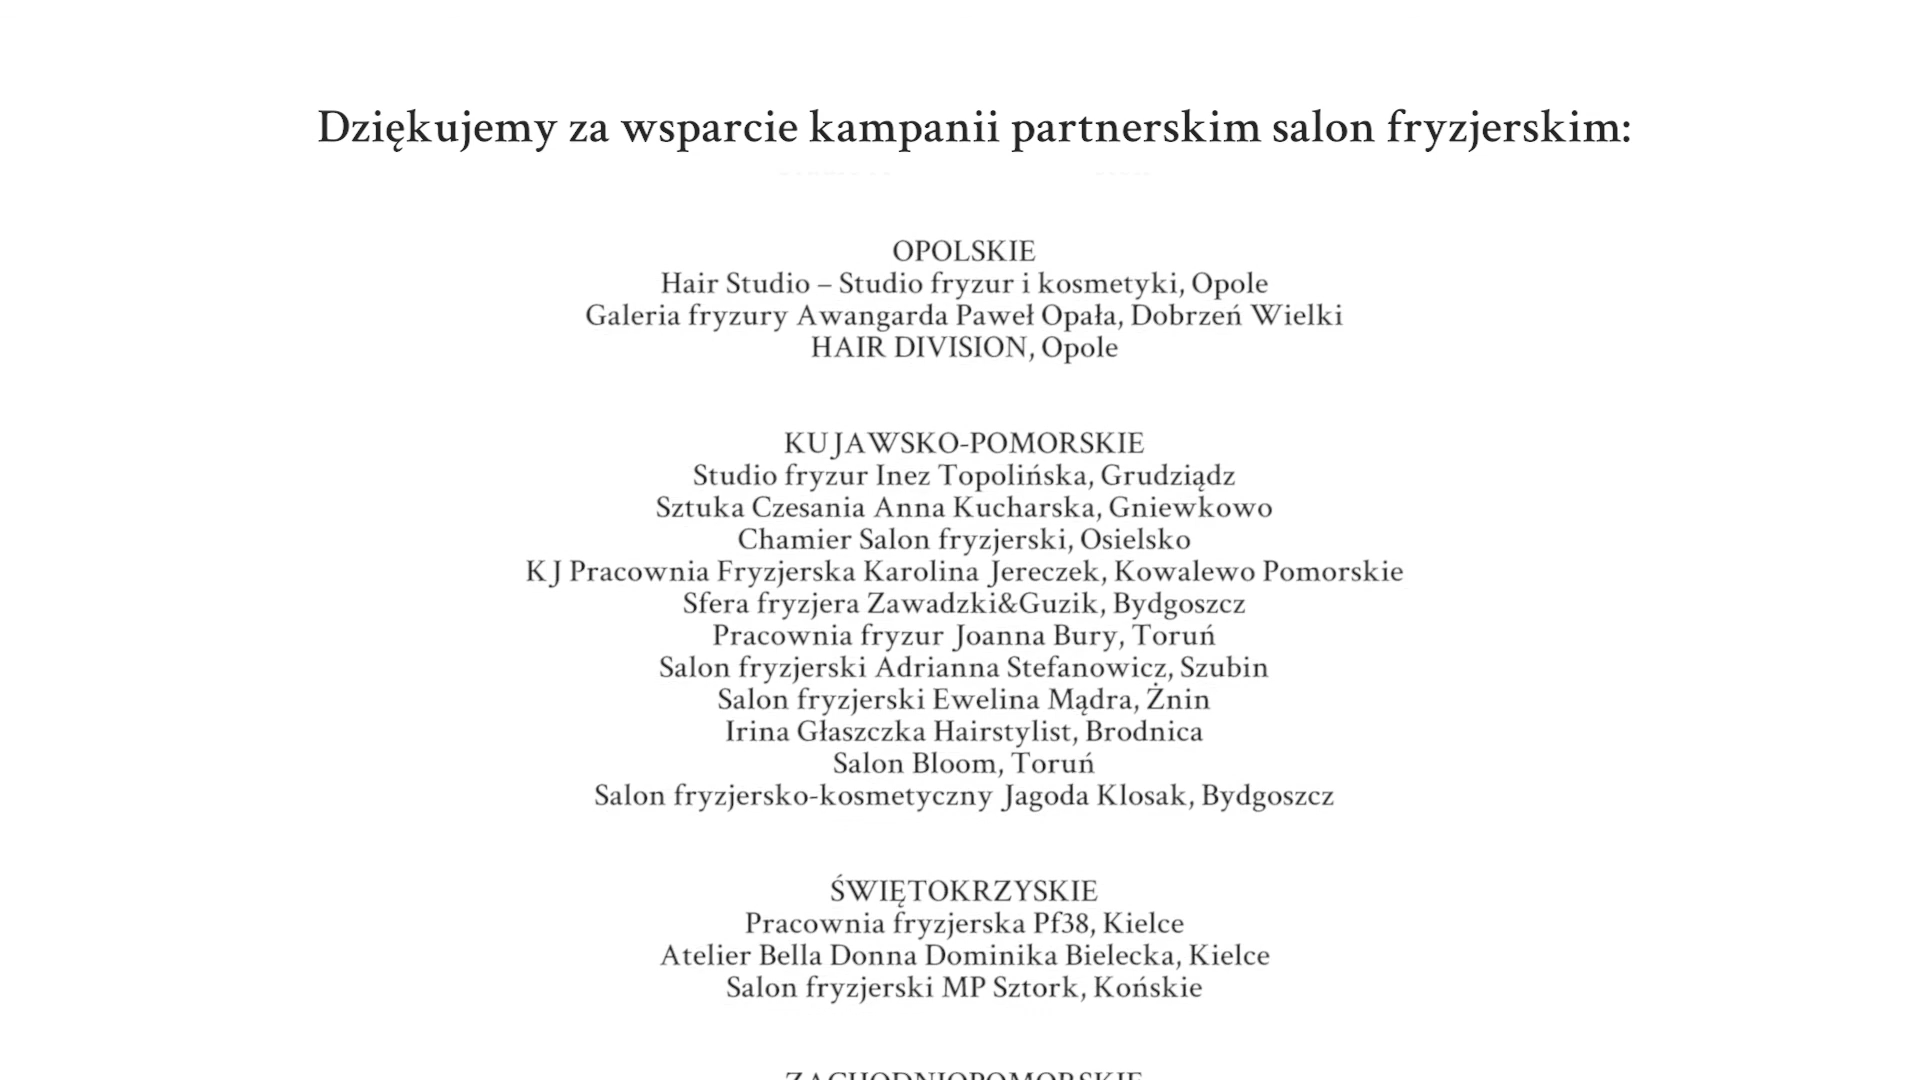 Dziękujemy za wsparcie kampanii partnerskim salon fryzjerskim:
OPOLSKIE
Hair Studio – Studio fryzur i kosmetyki, Opole
Galeria fryzury Awangarda Paweł Opała, Dobrzeń Wielki
HAIR DIVISION, Opole
KUJAWSKO-POMORSKIE
Studio fryzur Inez Topolińska, Grudziądz
Sztuka Czesania Anna Kucharska, Gniewkowo
Chamier Salon fryzjerski, Osielsko
KJ Pracownia Fryzjerska Karolina Jereczek, Kowalewo Pomorskie
Sfera fryzjera Zawadzki&Guzik, Bydgoszcz
Pracownia fryzur Joanna Bury, Toruń
Salon fryzjerski Adrianna Stefanowicz, Szubin
Salon fryzjerski Ewelina Mądra, Żnin
Irina Głaszczka Hairstylist, Brodnica
Salon Bloom, Toruń
Salon fryzjersko-kosmetyczny Jagoda Klosak, Bydgoszcz
ŚWIĘTOKRZYSKIE
Pracownia fryzjerska Pf38, Kielce
Atelier Bella Donna Dominika Bielecka, Kielce
Salon fryzjerski MP Sztork, Końskie
ZACHODNIOPOMORSKIE